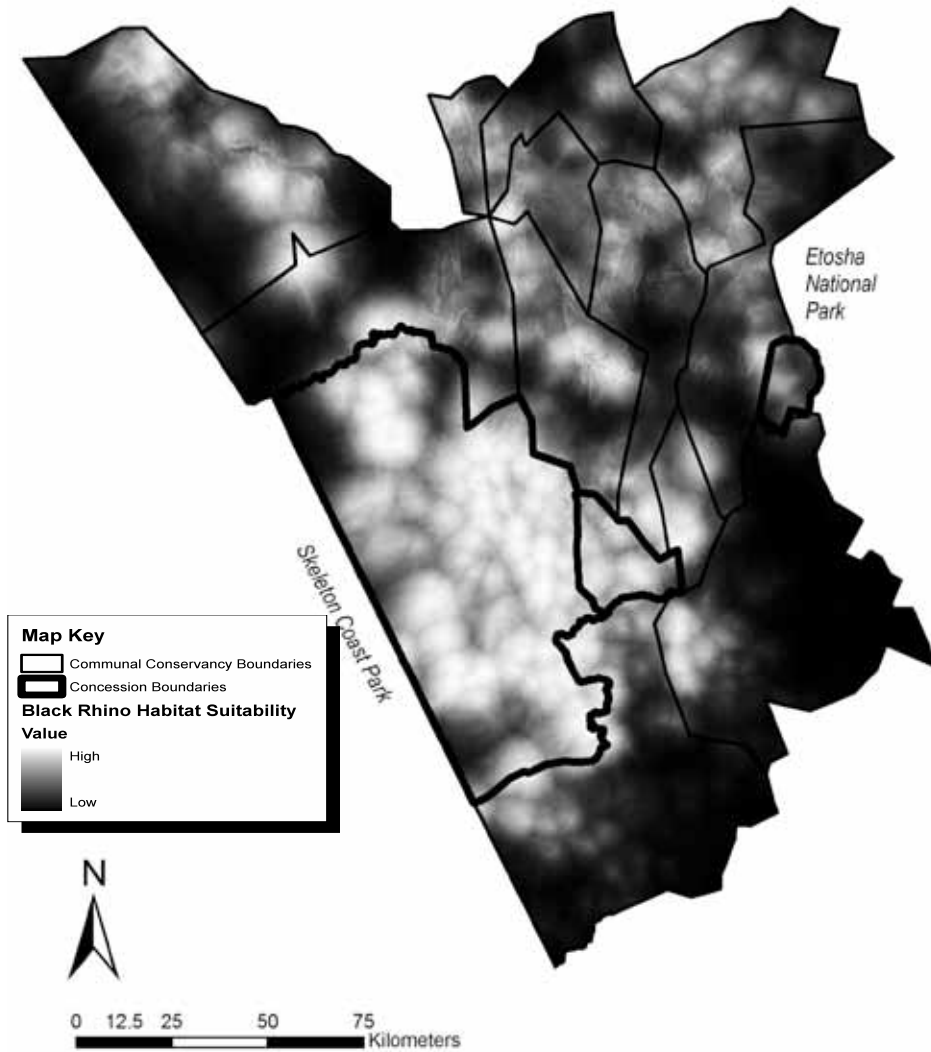 Etosha
National
Park
Skeleton Coast Park
Map Key
Communal Conservancy Boundaries
Concession Boundaries
Black Rhino Habitat Suitability
Value
High
Low
N
0 12.5 25 50 75
Kilometers